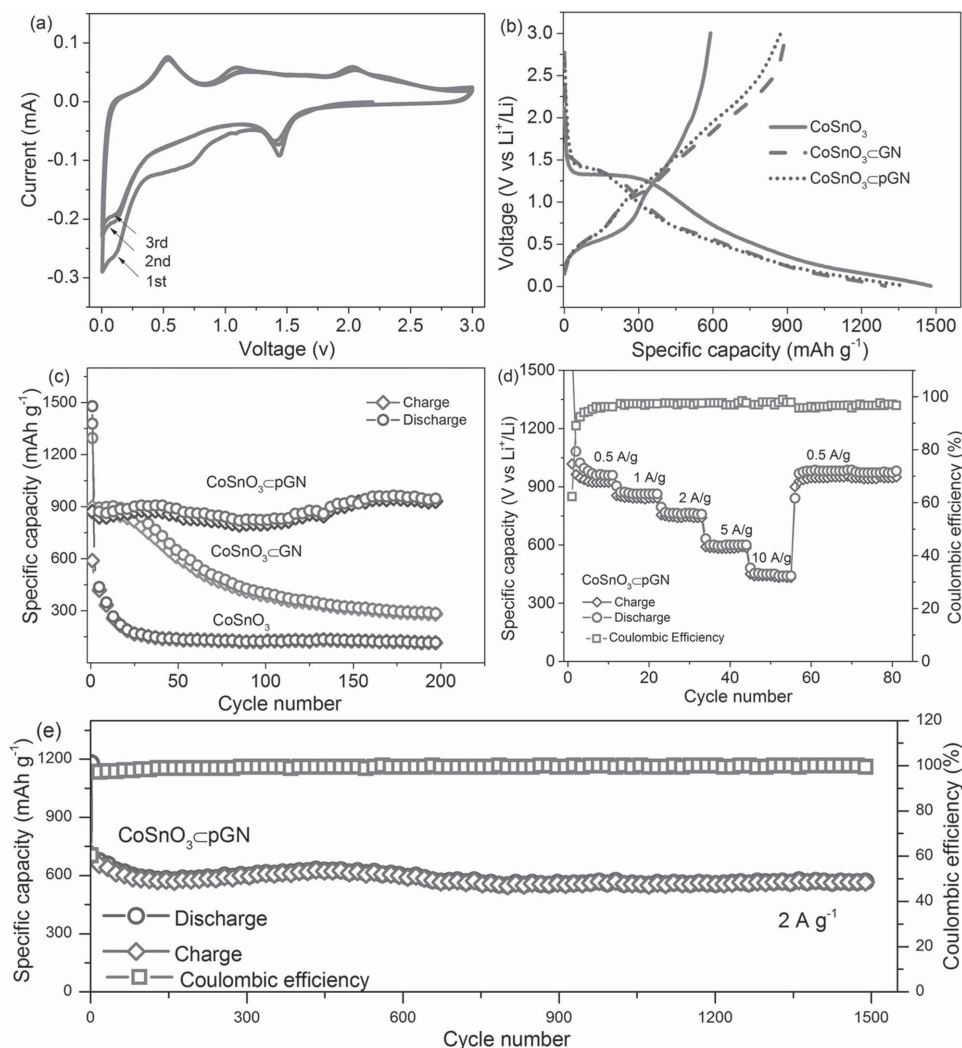 (a)
Current (mA)
0.1
0.0
-0.1
-0.2
-0.3
3rd
2nd
1st
0.0 0.5 1.0 1.5 2.0 2.5 3.0
Voltage (v)
(b)
Voltage (V vs Li⁺/Li)
3.0
2.5
2.0
1.5
1.0
0.5
0.0
CoSnO₃
CoSnO₃⊂GN
CoSnO₃⊂pGN
0 300 600 900 1200 1500
Specific capacity (mAh g⁻¹)
(c)
Specific capacity (mAh g⁻¹)
1500
1200
900
600
300
Charge
Discharge
CoSnO₃⊂pGN
CoSnO₃⊂GN
CoSnO₃
0 50 100 150 200
Cycle number
(d)
Specific capacity (V vs Li⁺/Li)
1500
1200
900
600
300
0
0.5 A/g
1 A/g
2 A/g
5 A/g
10 A/g
0.5 A/g
CoSnO₃⊂pGN
Charge
Discharge
Coulombic Efficiency
0 20 40 60 80
Cycle number
100
80
60
40
20
0
Coulombic efficiency (%)
(e)
Specific capacity (mAh g⁻¹)
1200
900
600
300
0
CoSnO₃⊂pGN
Discharge
Charge
Coulombic efficiency
2 A g⁻¹
0 300 600 900 1200 1500
Cycle number
120
100
80
60
40
20
0
Coulombic efficiency (%)